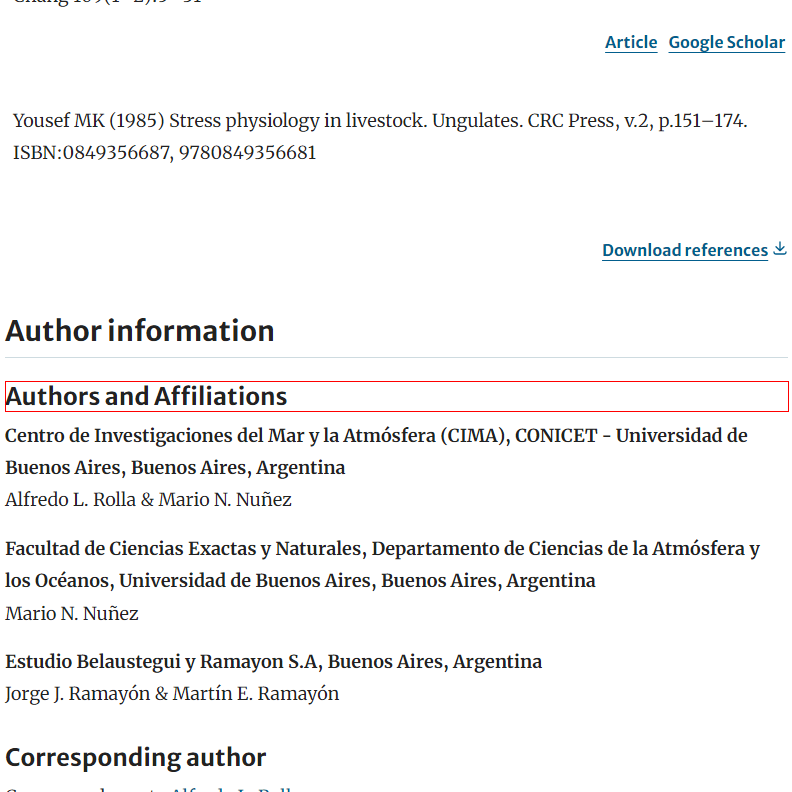 Article Google Scholar
Yousef MK (1985) Stress physiology in livestock. Ungulates. CRC Press, v.2, p.151–174.
ISBN:0849356687, 9780849356681
Download references
Author information
Authors and Affiliations
Centro de Investigaciones del Mar y la Atmósfera (CIMA), CONICET - Universidad de
Buenos Aires, Buenos Aires, Argentina
Alfredo L. Rolla & Mario N. Nuñez
Facultad de Ciencias Exactas y Naturales, Departamento de Ciencias de la Atmósfera y
los Océanos, Universidad de Buenos Aires, Buenos Aires, Argentina
Mario N. Nuñez
Estudio Belaustegui y Ramayon S.A, Buenos Aires, Argentina
Jorge J. Ramayón & Martín E. Ramayón
Corresponding author